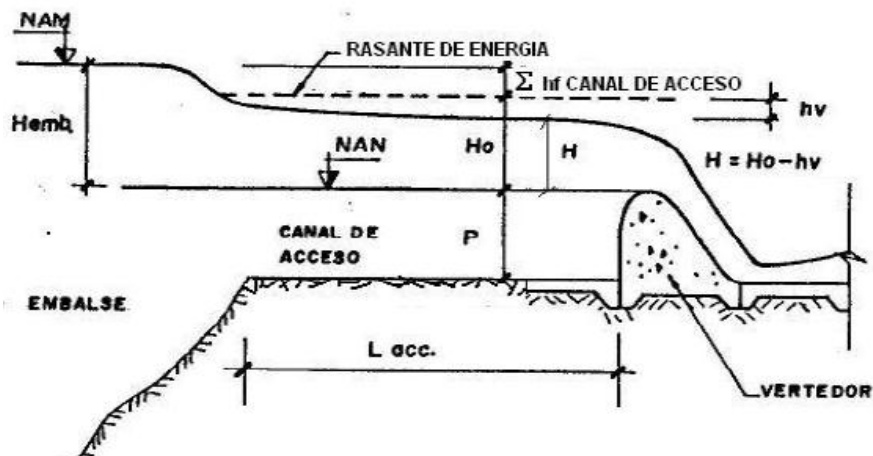 NAM
RASANTE DE ENERGIA
Σ hf CANAL DE ACCESO
hv
Hemb.
NAN
Ho
H
H = Ho-hv
CANAL DE
ACCESO
P
EMBALSE
L acc.
VERTEDOR